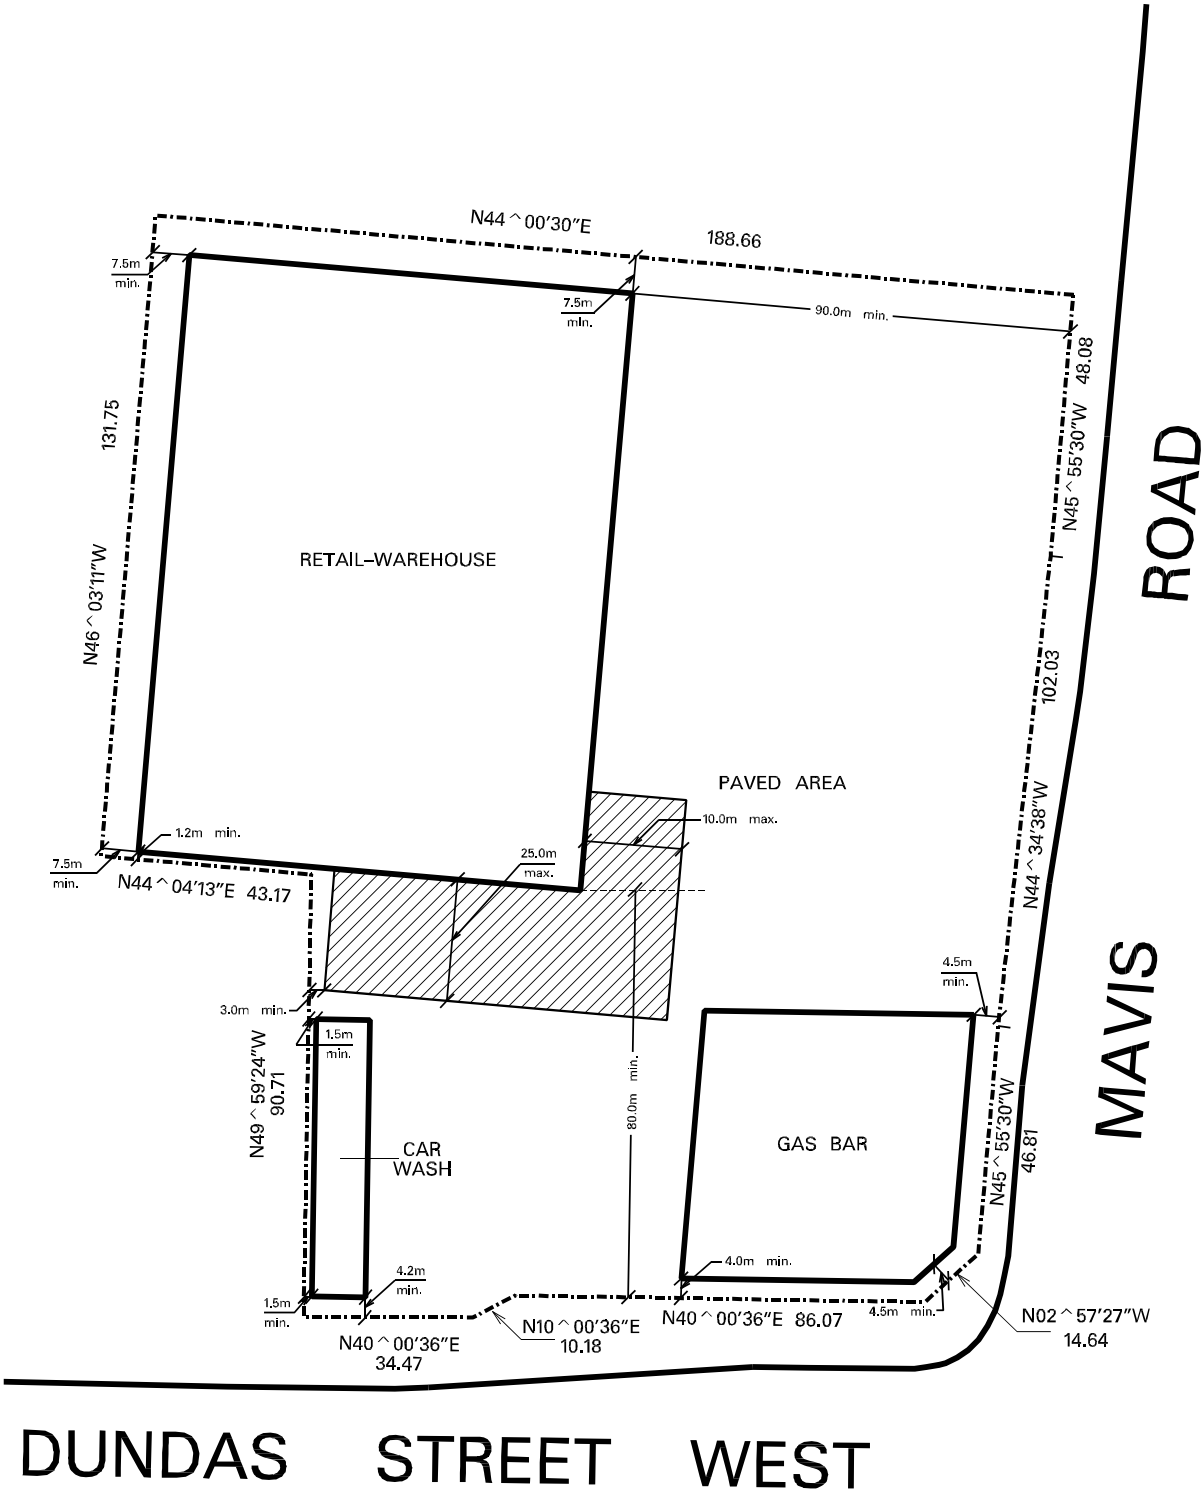 N44^00'30"E
188.66
7.5m
min.
7.5m
min.
90.0m min.
48.08
N45^55'30"W
131.75
N46^03'11"W
RETAIL–WAREHOUSE
ROAD
102.03
N44^34'38"W
PAVED AREA
10.0m max.
1.2m min.
7.5m
min.
25.0m
max.
N44^04'13"E 43.17
4.5m
min.
3.0m min.
1.5m
min.
N49^59'24"W
90.71
80.0m min.
MAVIS
N45^55'30"W
46.81
CAR
WASH
GAS BAR
4.0m min.
4.2m
min.
1.5m
min.
4.5m min.
N40^00'36"E
34.47
N10^00'36"E
10.18
N40^00'36"E 86.07
N02^57'27"W
14.64
DUNDAS STREET WEST